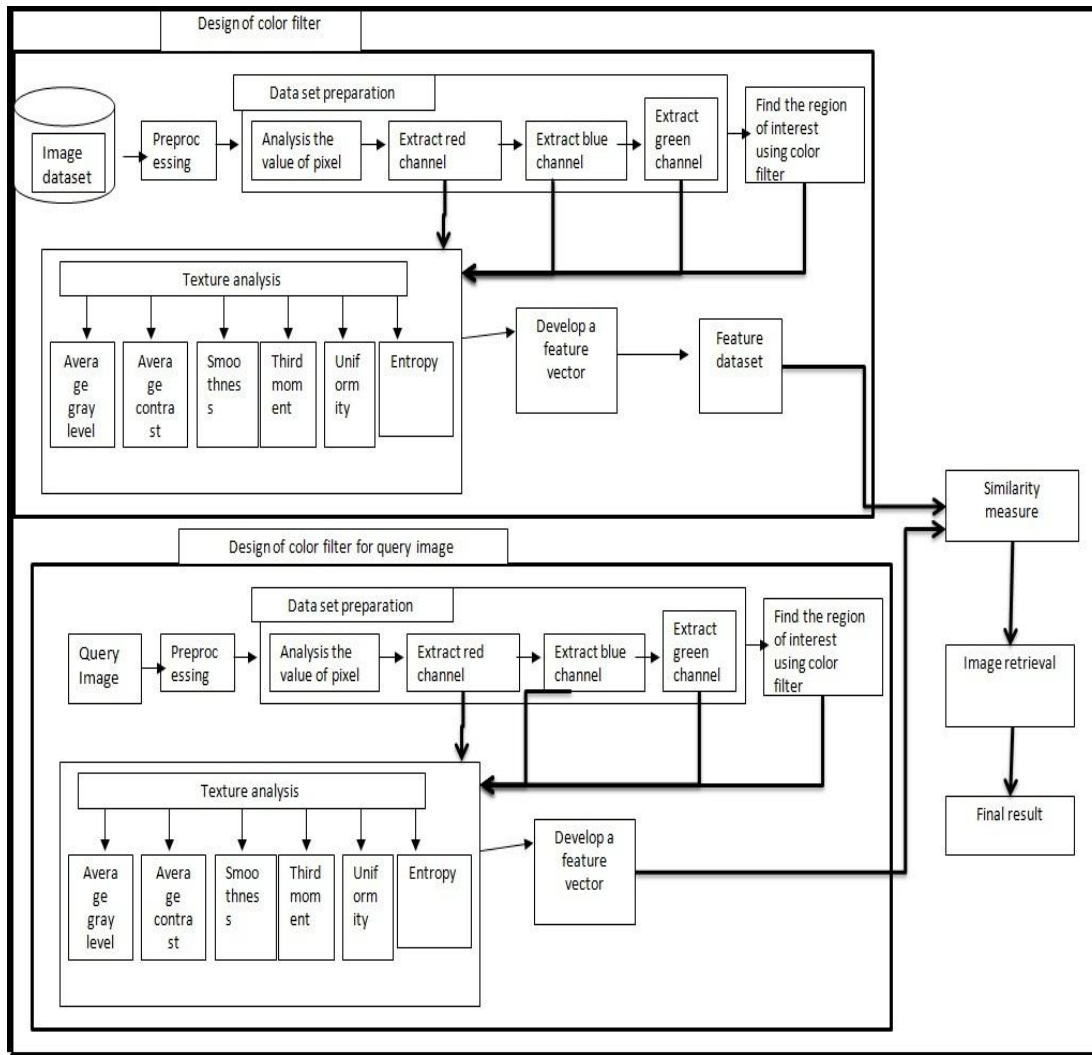 Design of color filter
Data set preparation
Image
dataset
Preproc
essing
Analysis the
value of pixel
Extract red
channel
Extract blue
channel
Extract
green
channel
Find the region
of interest
using color
filter
Texture analysis
Avera
ge
gray
level
Avera
ge
contra
st
Smoo
thnes
s
Third
mom
ent
Unif
orm
ity
Entropy
Develop a
feature
vector
Feature
dataset
Similarity
measure
Image retrieval
Final result
Design of color filter for query image
Data set preparation
Query
Image
Preproc
essing
Analysis the
value of pixel
Extract red
channel
Extract blue
channel
Extract
green
channel
Find the region
of interest
using color
filter
Texture analysis
Avera
ge
gray
level
Avera
ge
contra
st
Smoo
thnes
s
Third
mom
ent
Unif
orm
ity
Entropy
Develop a
feature
vector